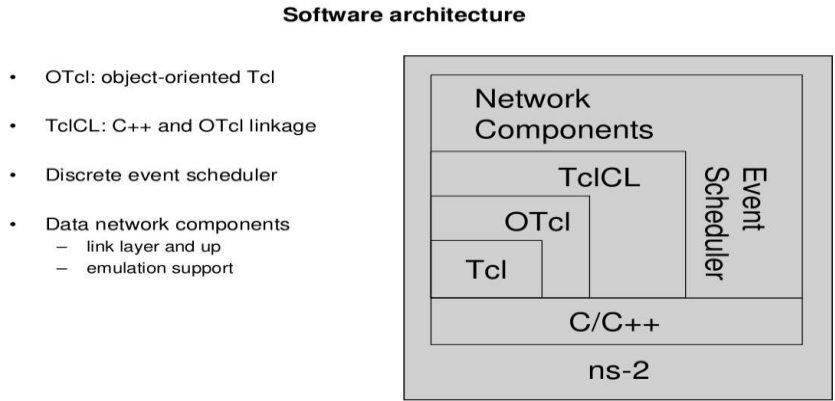 Software architecture
• OTcl: object-oriented Tcl
• TclCL: C++ and OTcl linkage
• Discrete event scheduler
• Data network components
– link layer and up
– emulation support
Network
Components
TclCL
OTcl
Tcl
Event
Scheduler
C/C++
ns-2